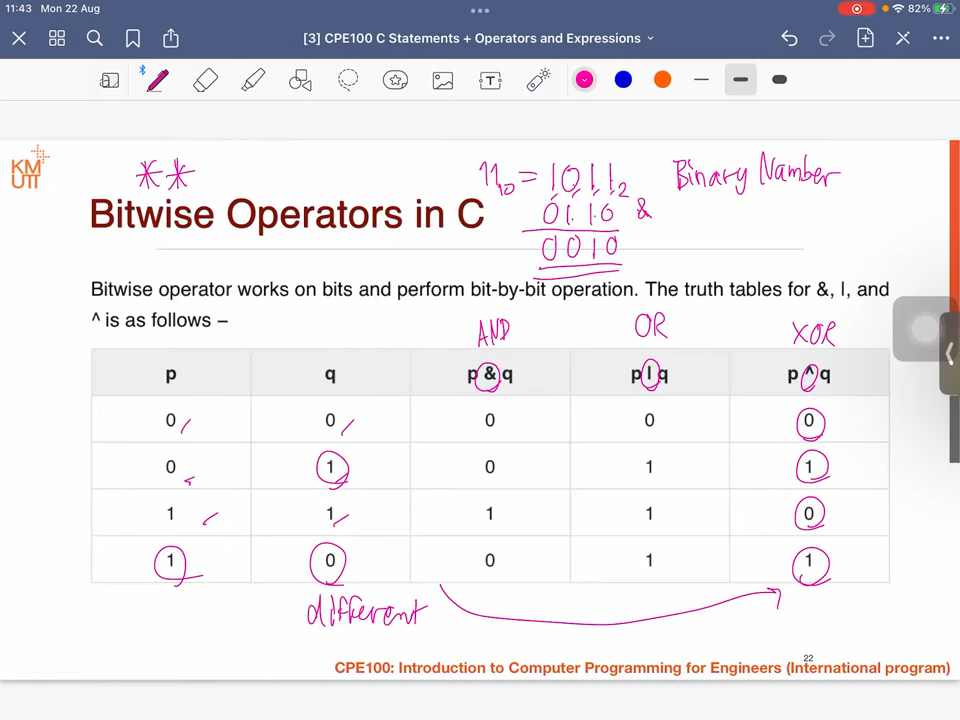 11:43 Mon 22 Aug
82%
[3] CPE100 C Statements + Operators and Expressions
T
KM
UTT
**
11₁₀ = 1011₂
Binary Number
Bitwise Operators in C
0110 &
0010
Bitwise operator works on bits and perform bit-by-bit operation. The truth tables for &, |, and
^ is as follows –
AND OR XOR
p q p & q p | q p ^ q
0 0 0 0 0
0 1 0 1 1
1 1 1 1 0
1 0 0 1 1
different
22
CPE100: Introduction to Computer Programming for Engineers (International program)